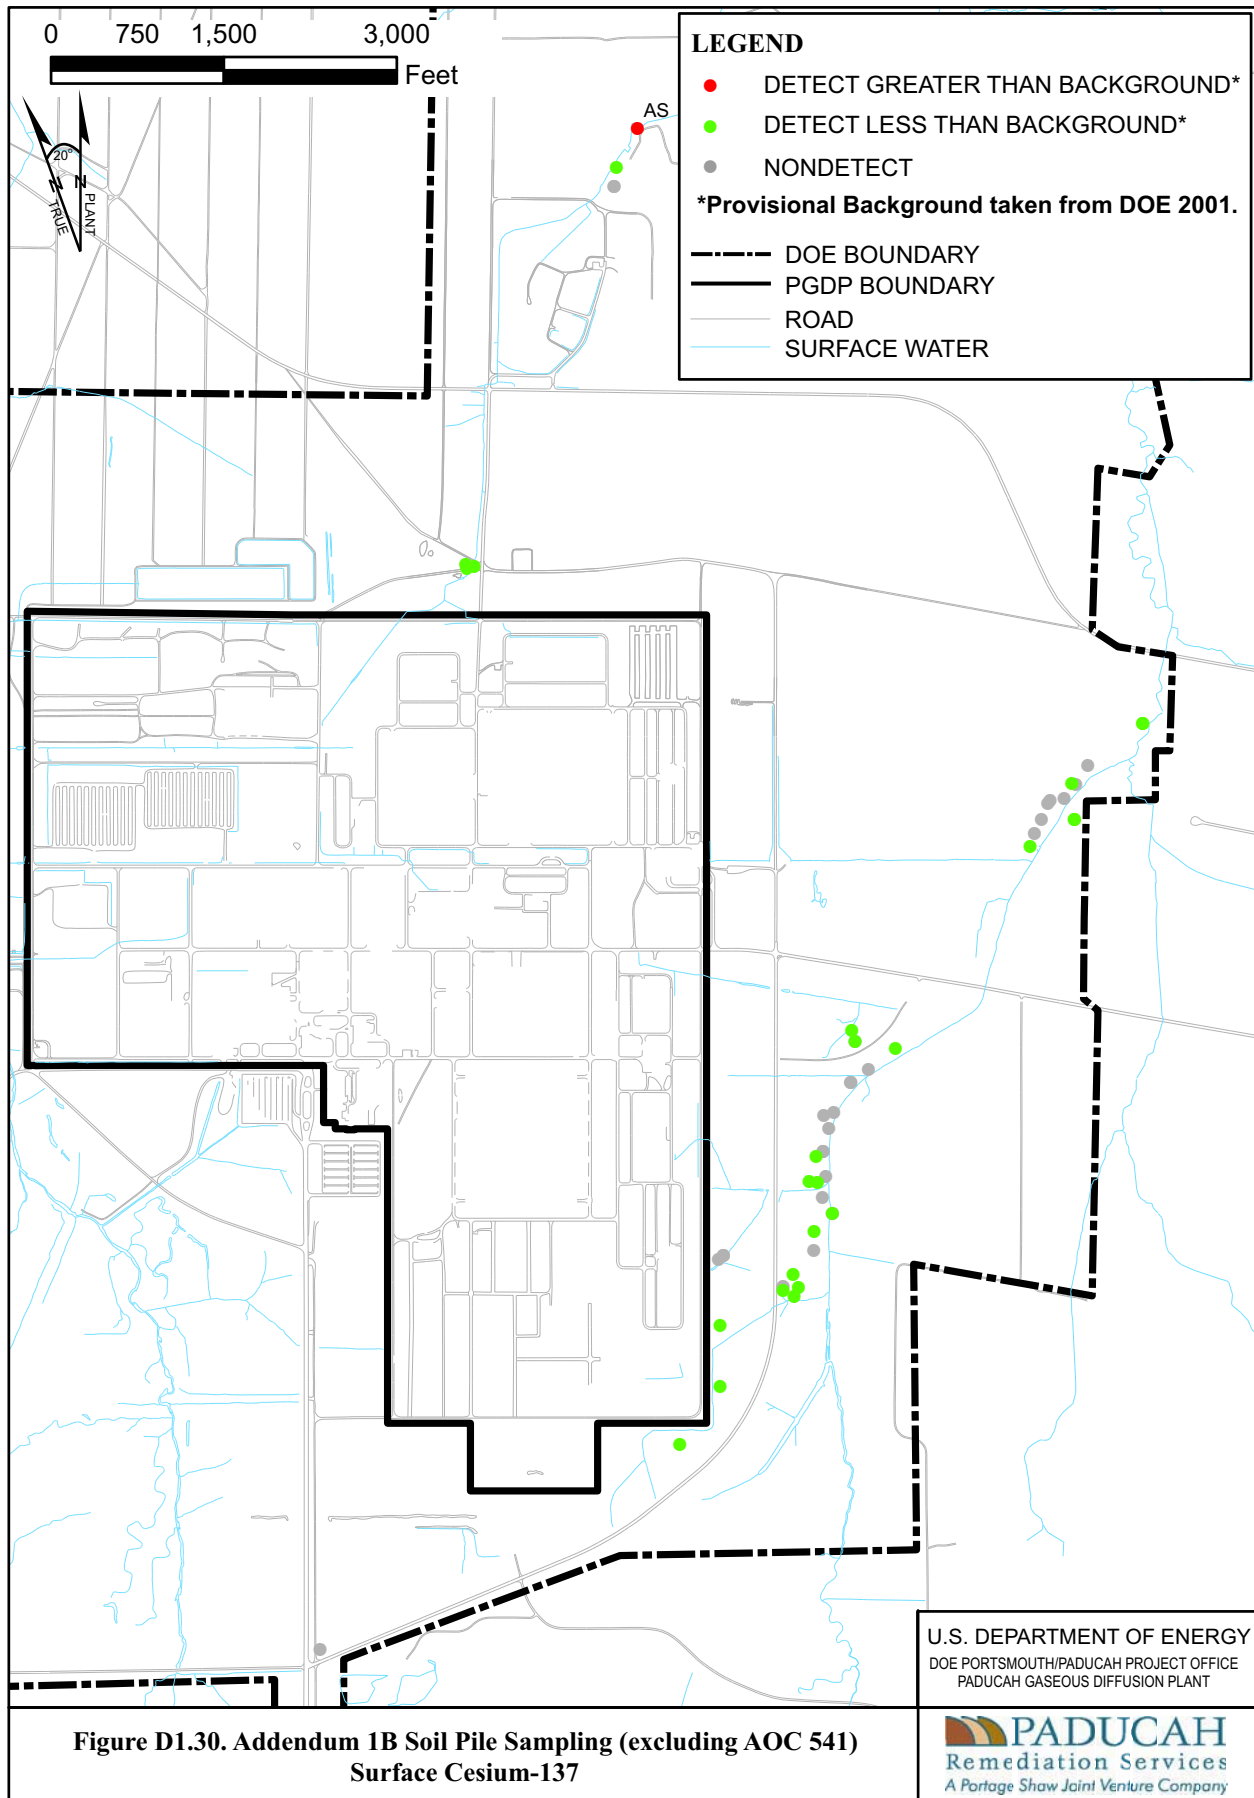 0 750 1,500 3,000
Feet
20°
N
TRUE
N
PLANT
AS
LEGEND
DETECT GREATER THAN BACKGROUND*
DETECT LESS THAN BACKGROUND*
NONDETECT
*Provisional Background taken from DOE 2001.
DOE BOUNDARY
PGDP BOUNDARY
ROAD
SURFACE WATER
U.S. DEPARTMENT OF ENERGY
DOE PORTSMOUTH/PADUCAH PROJECT OFFICE
PADUCAH GASEOUS DIFFUSION PLANT
Figure D1.30. Addendum 1B Soil Pile Sampling (excluding AOC 541)
Surface Cesium-137
PADUCAH
Remediation Services
A Portage Shaw Joint Venture Company